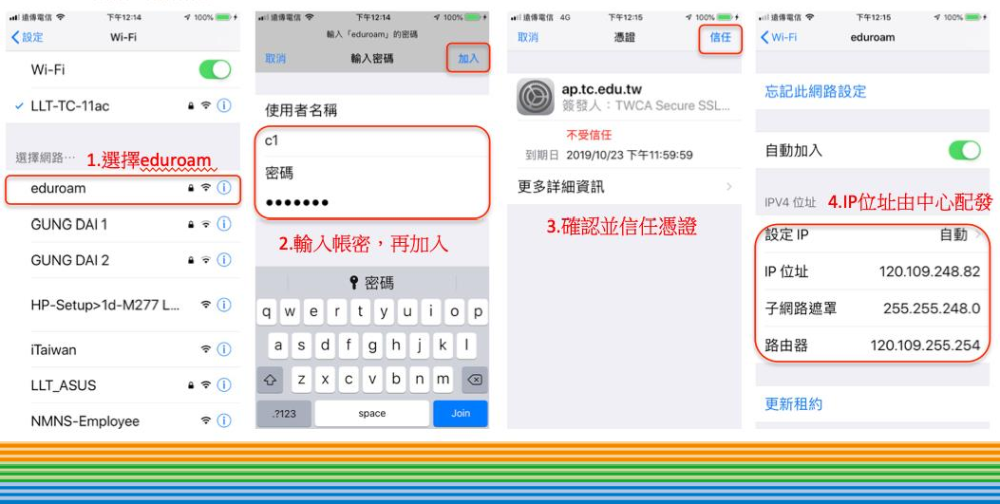 遠傳電信 下午12:14 100%
設定 Wi-Fi
Wi-Fi
LLT-TC-11ac
選擇網路… 1.選擇eduroam
eduroam
GUNG DAI 1
GUNG DAI 2
HP-Setup>1d-M277 L...
iTaiwan
LLT_ASUS
NMNS-Employee
遠傳電信 下午12:14 100%
輸入「eduroam」的密碼
取消 輸入密碼 加入
使用者名稱
c1
密碼
●●●●●●●
2.輸入帳密，再加入
密碼
q w e r t y u i o p
a s d f g h j k l
z x c v b n m
.?123 space Join
遠傳電信 4G 下午12:15 100%
取消 憑證 信任
ap.tc.edu.tw
簽發人：TWCA Secure SSL...
不受信任
到期日 2019/10/23 下午11:59:59
更多詳細資訊
3.確認並信任憑證
遠傳電信 下午12:15 100%
Wi-Fi eduroam
忘記此網路設定
自動加入
IPV4 位址 4.IP位址由中心配發
設定 IP 自動
IP 位址 120.109.248.82
子網路遮罩 255.255.248.0
路由器 120.109.255.254
更新租約